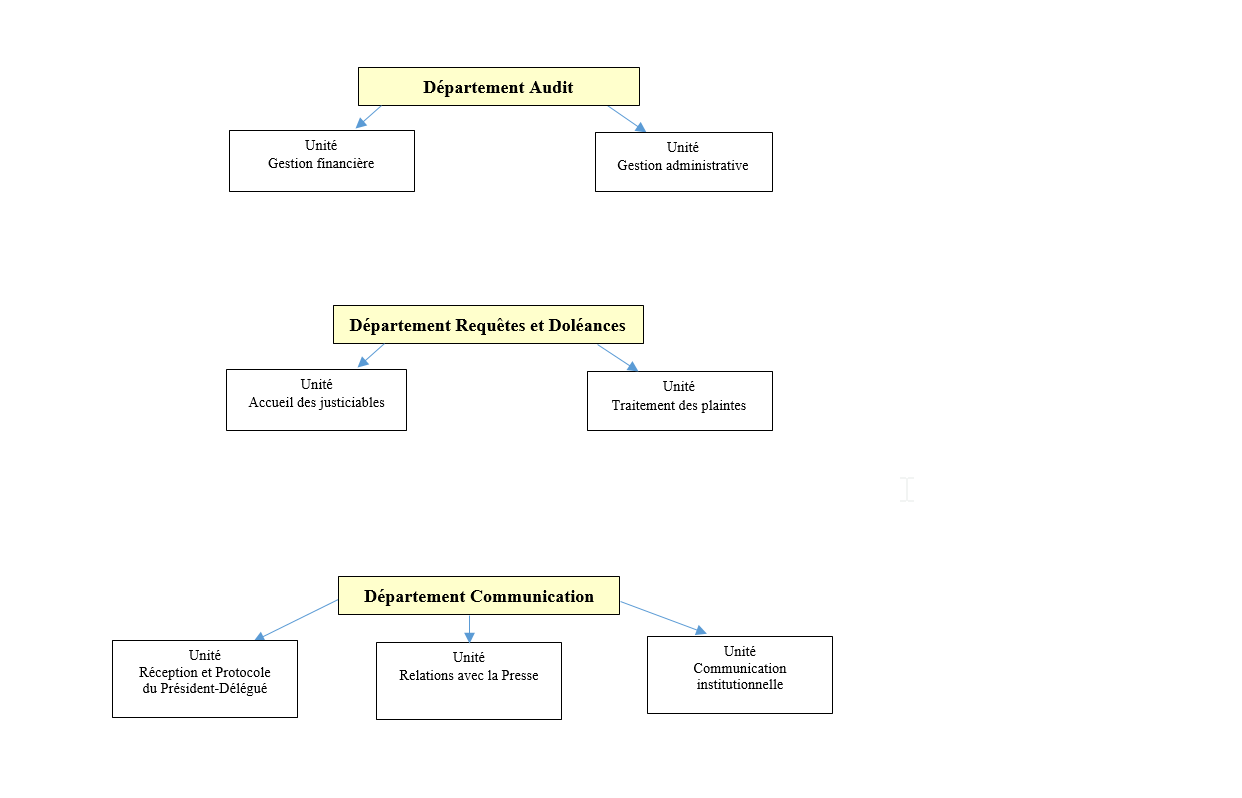 Département Audit
Unité
Gestion financière
Unité
Gestion administrative
Département Requêtes et Doléances
Unité
Accueil des justiciables
Unité
Traitement des plaintes
Département Communication
Unité
Réception et Protocole
du Président-Délégué
Unité
Relations avec la Presse
Unité
Communication
institutionnelle